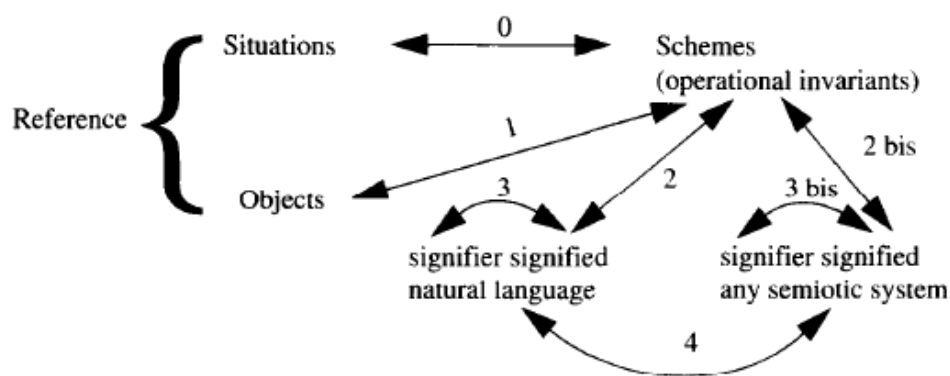 0
Situations
Schemes
(operational invariants)
Reference
1
2 bis
2
3
3 bis
Objects
signifier signified
natural language
signifier signified
any semiotic system
4